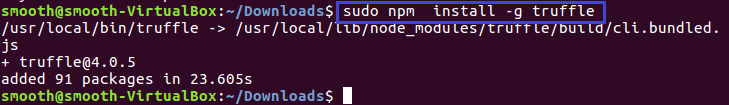 smooth@smooth-VirtualBox:~/Downloads$ sudo npm  install -g truffle
/usr/local/bin/truffle -> /usr/local/lib/node_modules/truffle/build/cli.bundled.
js
+ truffle@4.0.5
added 91 packages in 23.605s
smooth@smooth-VirtualBox:~/Downloads$